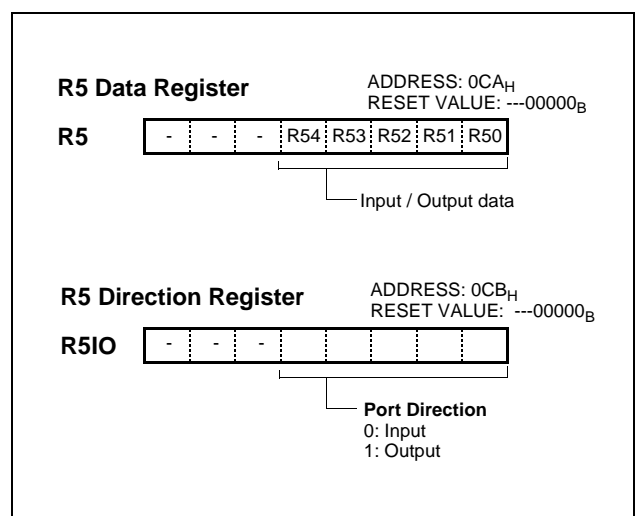 R5 Data Register
ADDRESS: 0CAH
RESET VALUE: ---00000B
R5
- - - R54 R53 R52 R51 R50
Input / Output data
R5 Direction Register
ADDRESS: 0CBH
RESET VALUE: ---00000B
R5IO
- - -
Port Direction
0: Input
1: Output